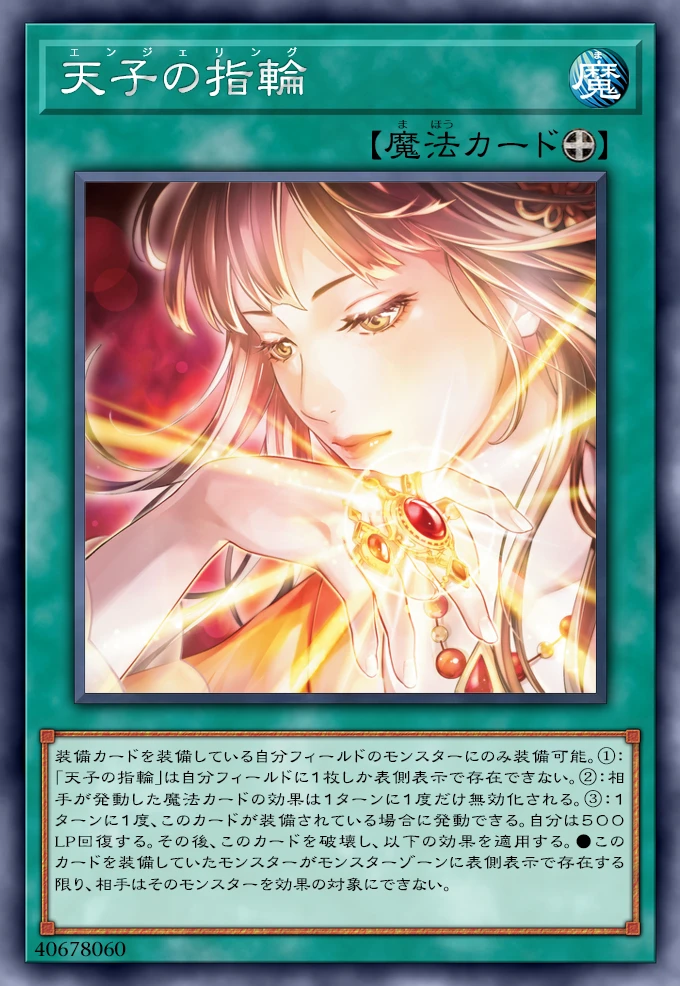 エンジェリング
天子の指輪
ま
魔
ま ほう
【魔法カード】
装備カードを装備している自分フィールドのモンスターにのみ装備可能。①：
「天子の指輪」は自分フィールドに１枚しか表側表示で存在できない。②：相
手が発動した魔法カードの効果は１ターンに１度だけ無効化される。③：１
ターンに１度、このカードが装備されている場合に発動できる。自分は５００
ＬＰ回復する。その後、このカードを破壊し、以下の効果を適用する。●この
カードを装備していたモンスターがモンスターゾーンに表側表示で存在する
限り、相手はそのモンスターを効果の対象にできない。
40678060